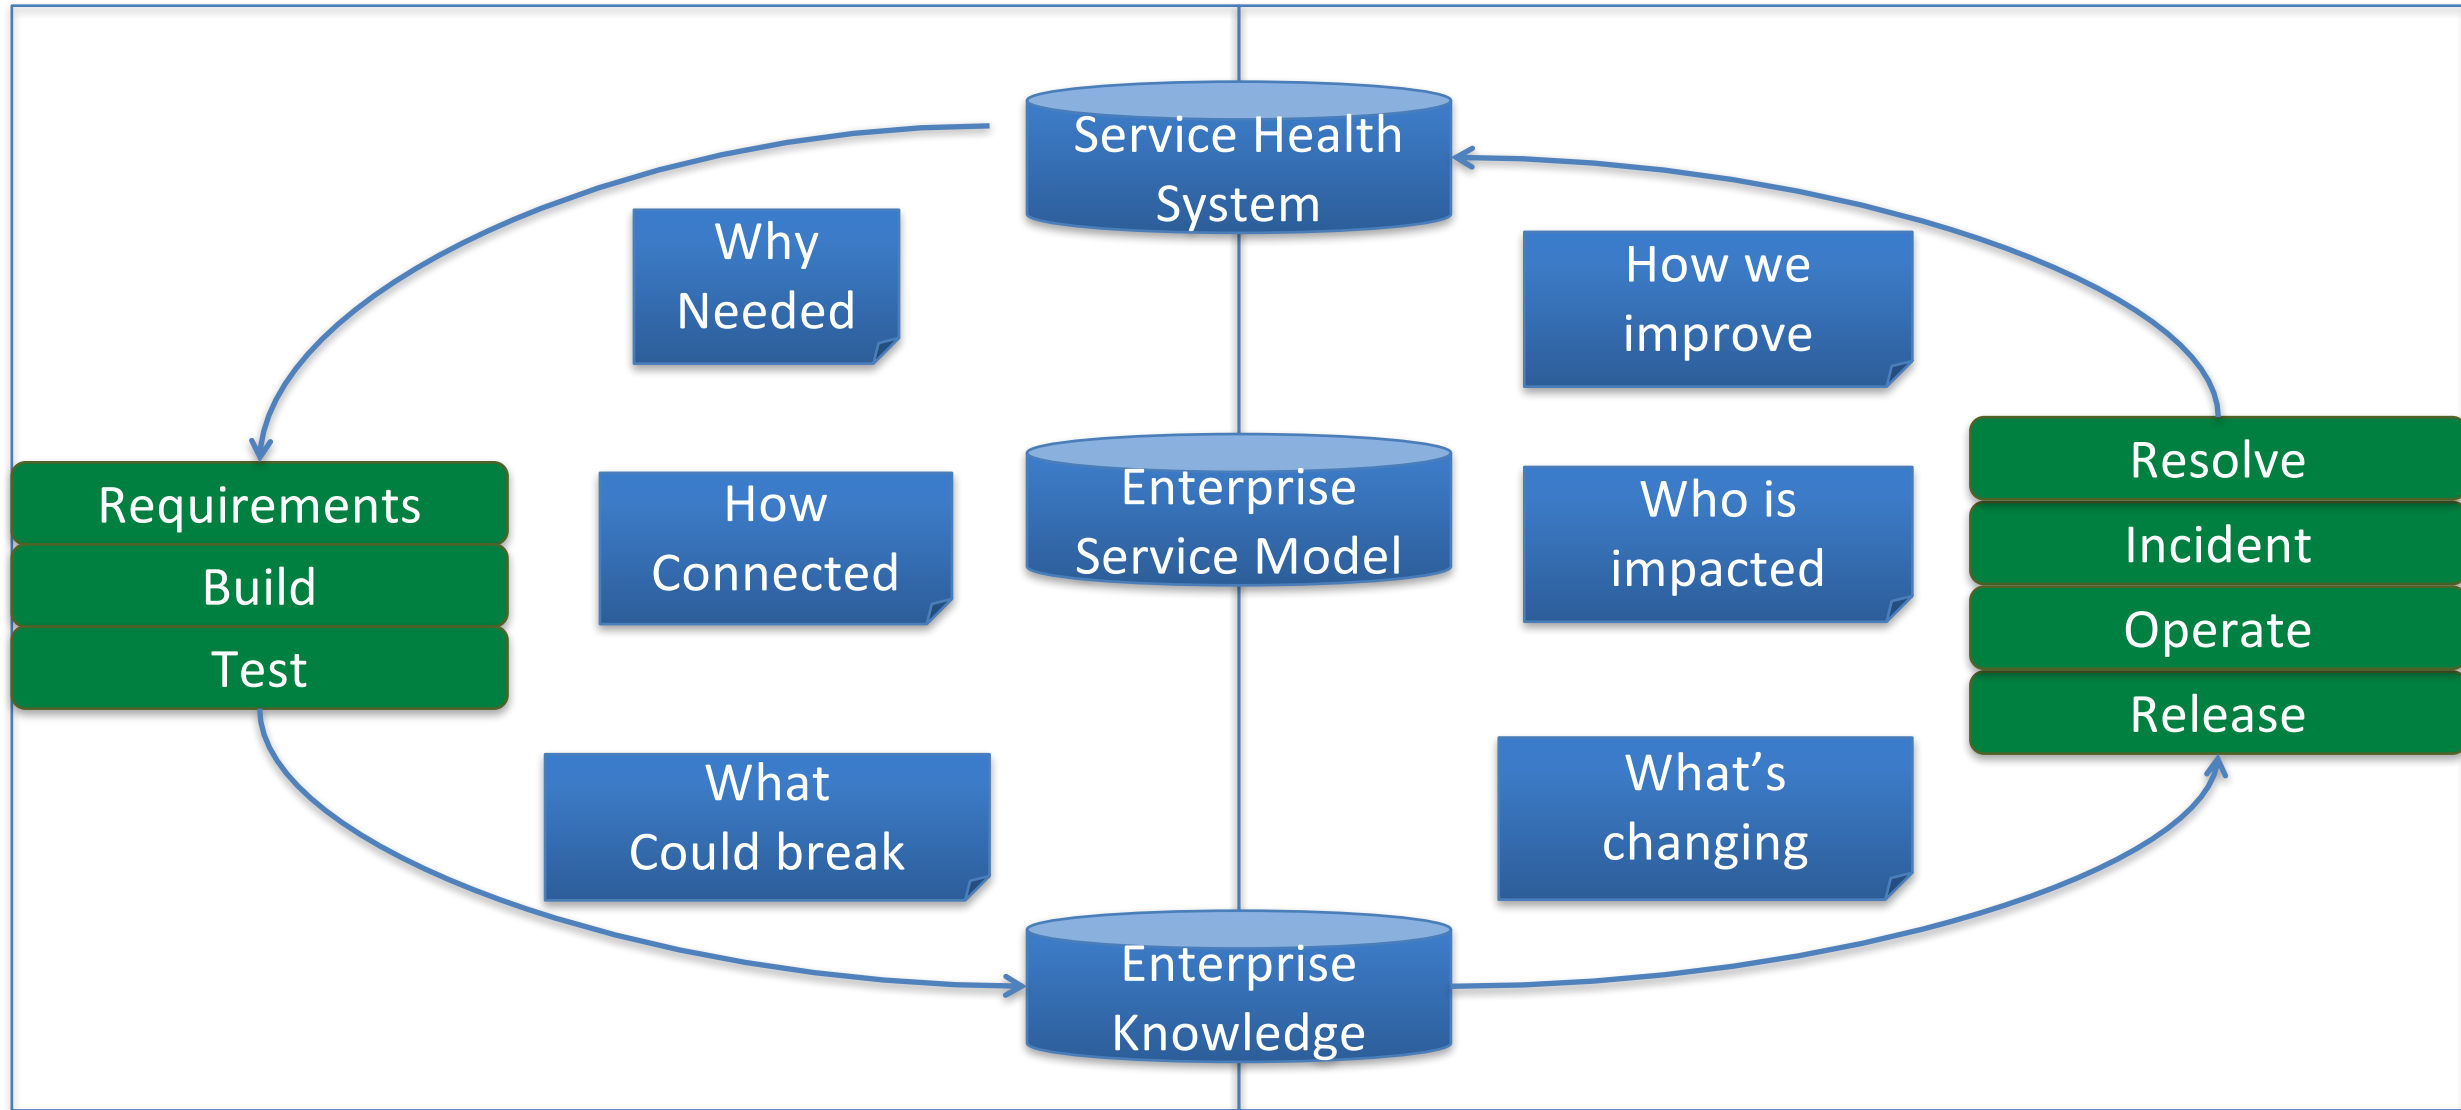 Service Health
System
Why
Needed
How we
improve
Requirements
Build
Test
How
Connected
Enterprise
Service Model
Who is
impacted
Resolve
Incident
Operate
Release
What
Could break
What’s
changing
Enterprise
Knowledge